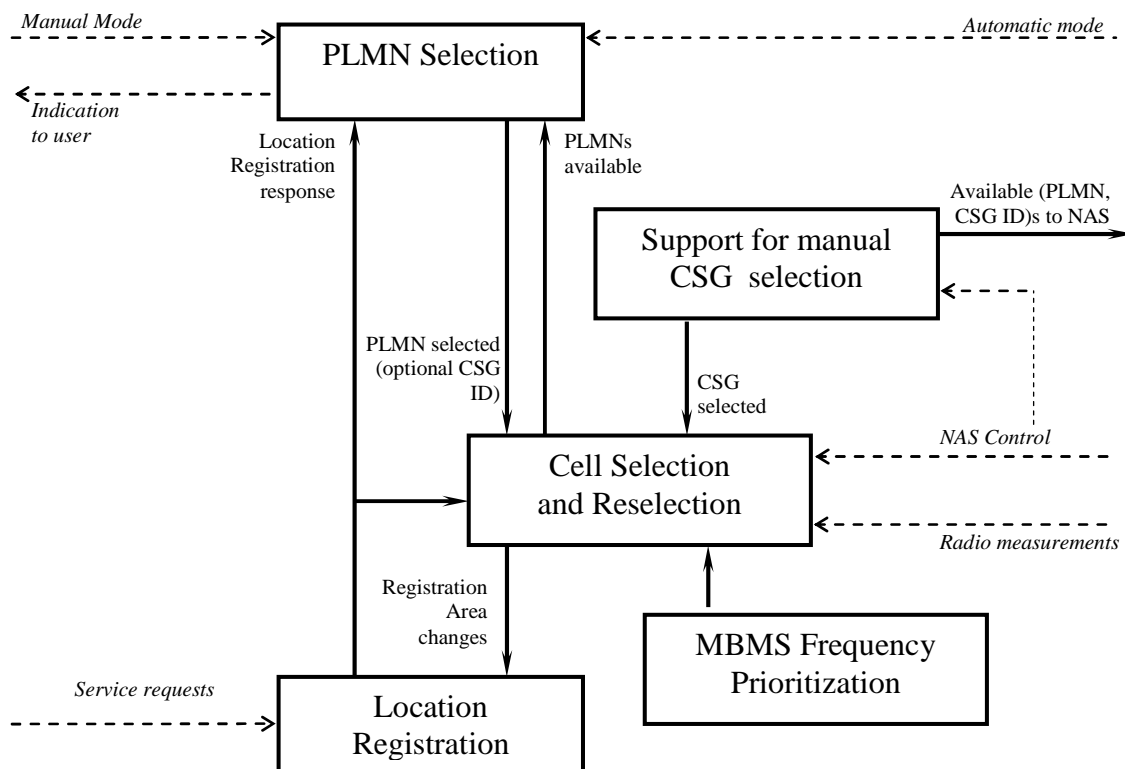 Manual Mode
PLMN Selection
Automatic mode
Indication
to user
Location
Registration
response
PLMNs
available
Available (PLMN,
CSG ID)s to NAS
Support for manual
CSG selection
PLMN selected
(optional CSG
ID)
CSG
selected
NAS Control
Cell Selection
and Reselection
Radio measurements
Registration
Area
changes
MBMS Frequency
Prioritization
Service requests
Location
Registration